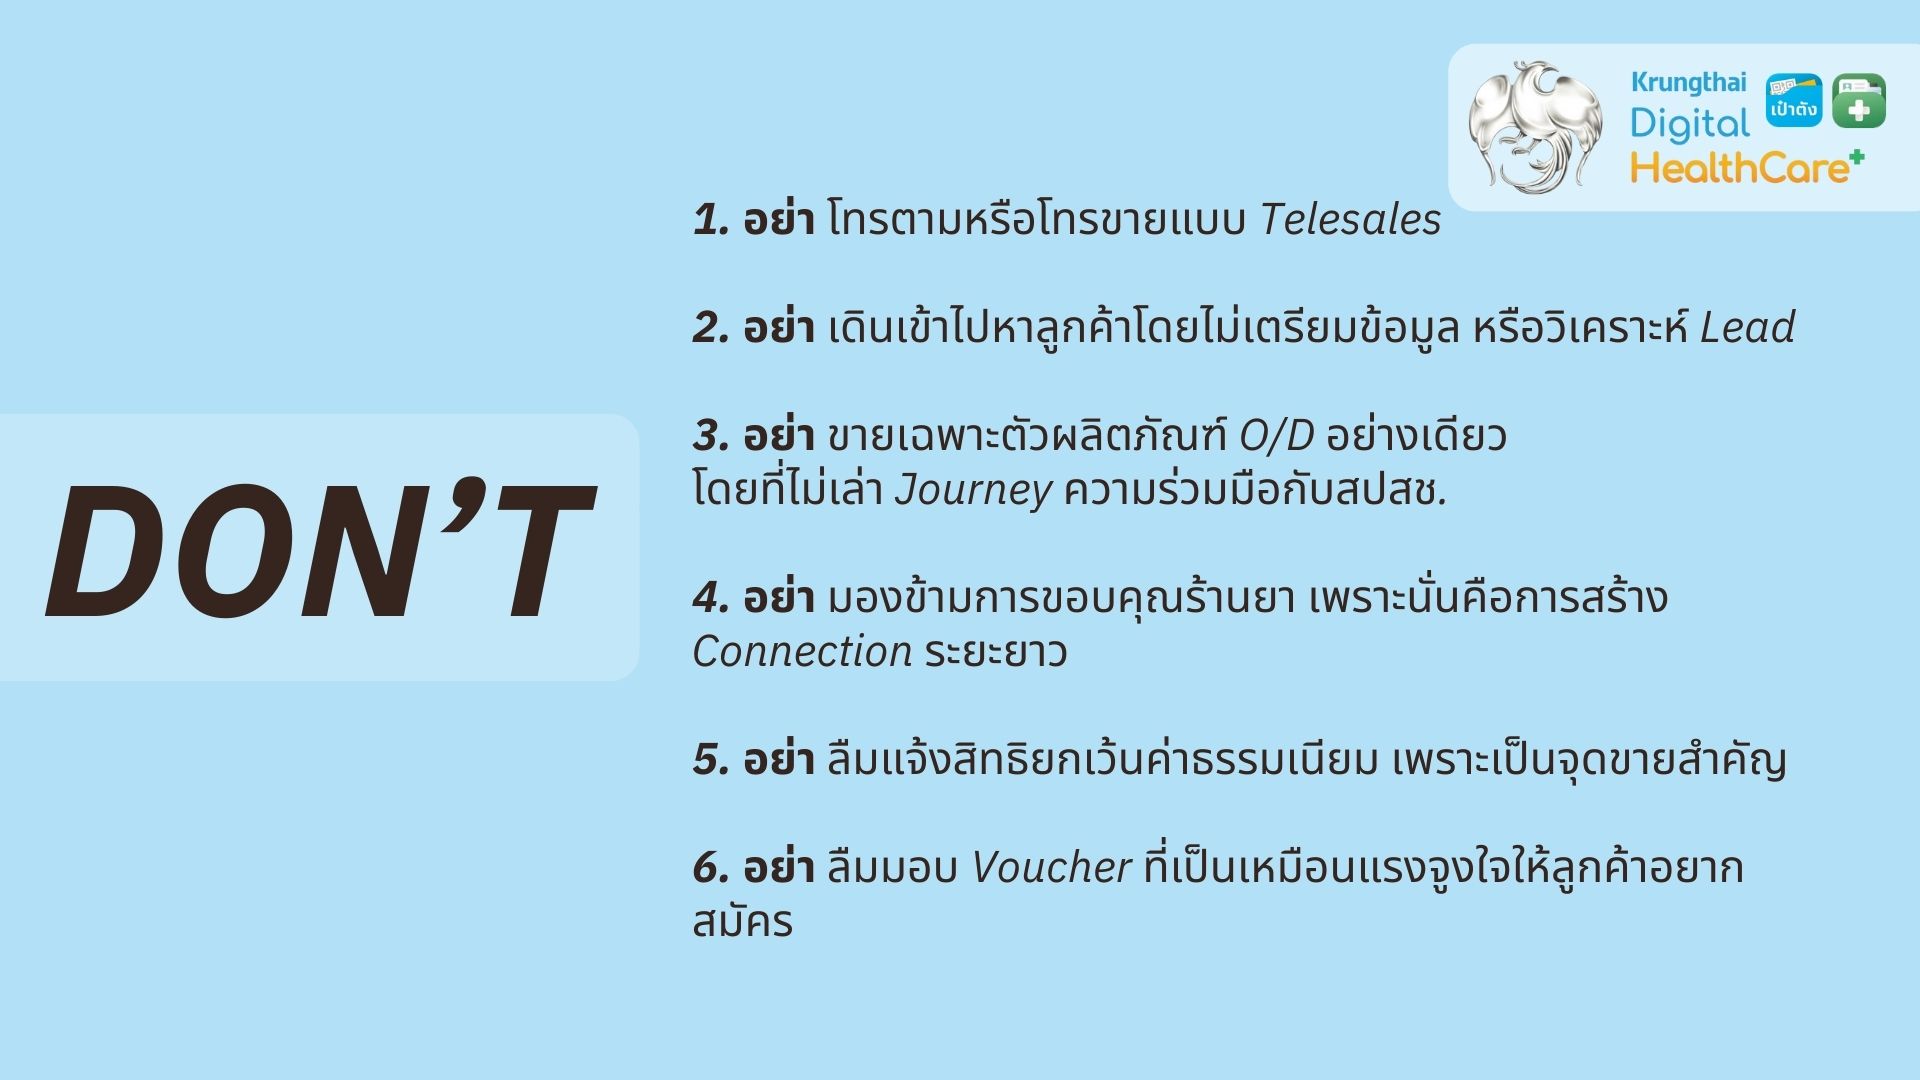 Krungthai
Digital
HealthCare+
เป๋าตัง
1. อย่า โทรตามหรือโทรขายแบบ Telesales
2. อย่า เดินเข้าไปหาลูกค้าโดยไม่เตรียมข้อมูล หรือวิเคราะห์ Lead
3. อย่า ขายเฉพาะตัวผลิตภัณฑ์ O/D อย่างเดียว
โดยที่ไม่เล่า Journey ความร่วมมือกับสปสช.
DON’T
4. อย่า มองข้ามการขอบคุณร้านยา เพราะนั่นคือการสร้าง
Connection ระยะยาว
5. อย่า ลืมแจ้งสิทธิยกเว้นค่าธรรมเนียม เพราะเป็นจุดขายสำคัญ
6. อย่า ลืมมอบ Voucher ที่เป็นเหมือนแรงจูงใจให้ลูกค้าอยาก
สมัคร